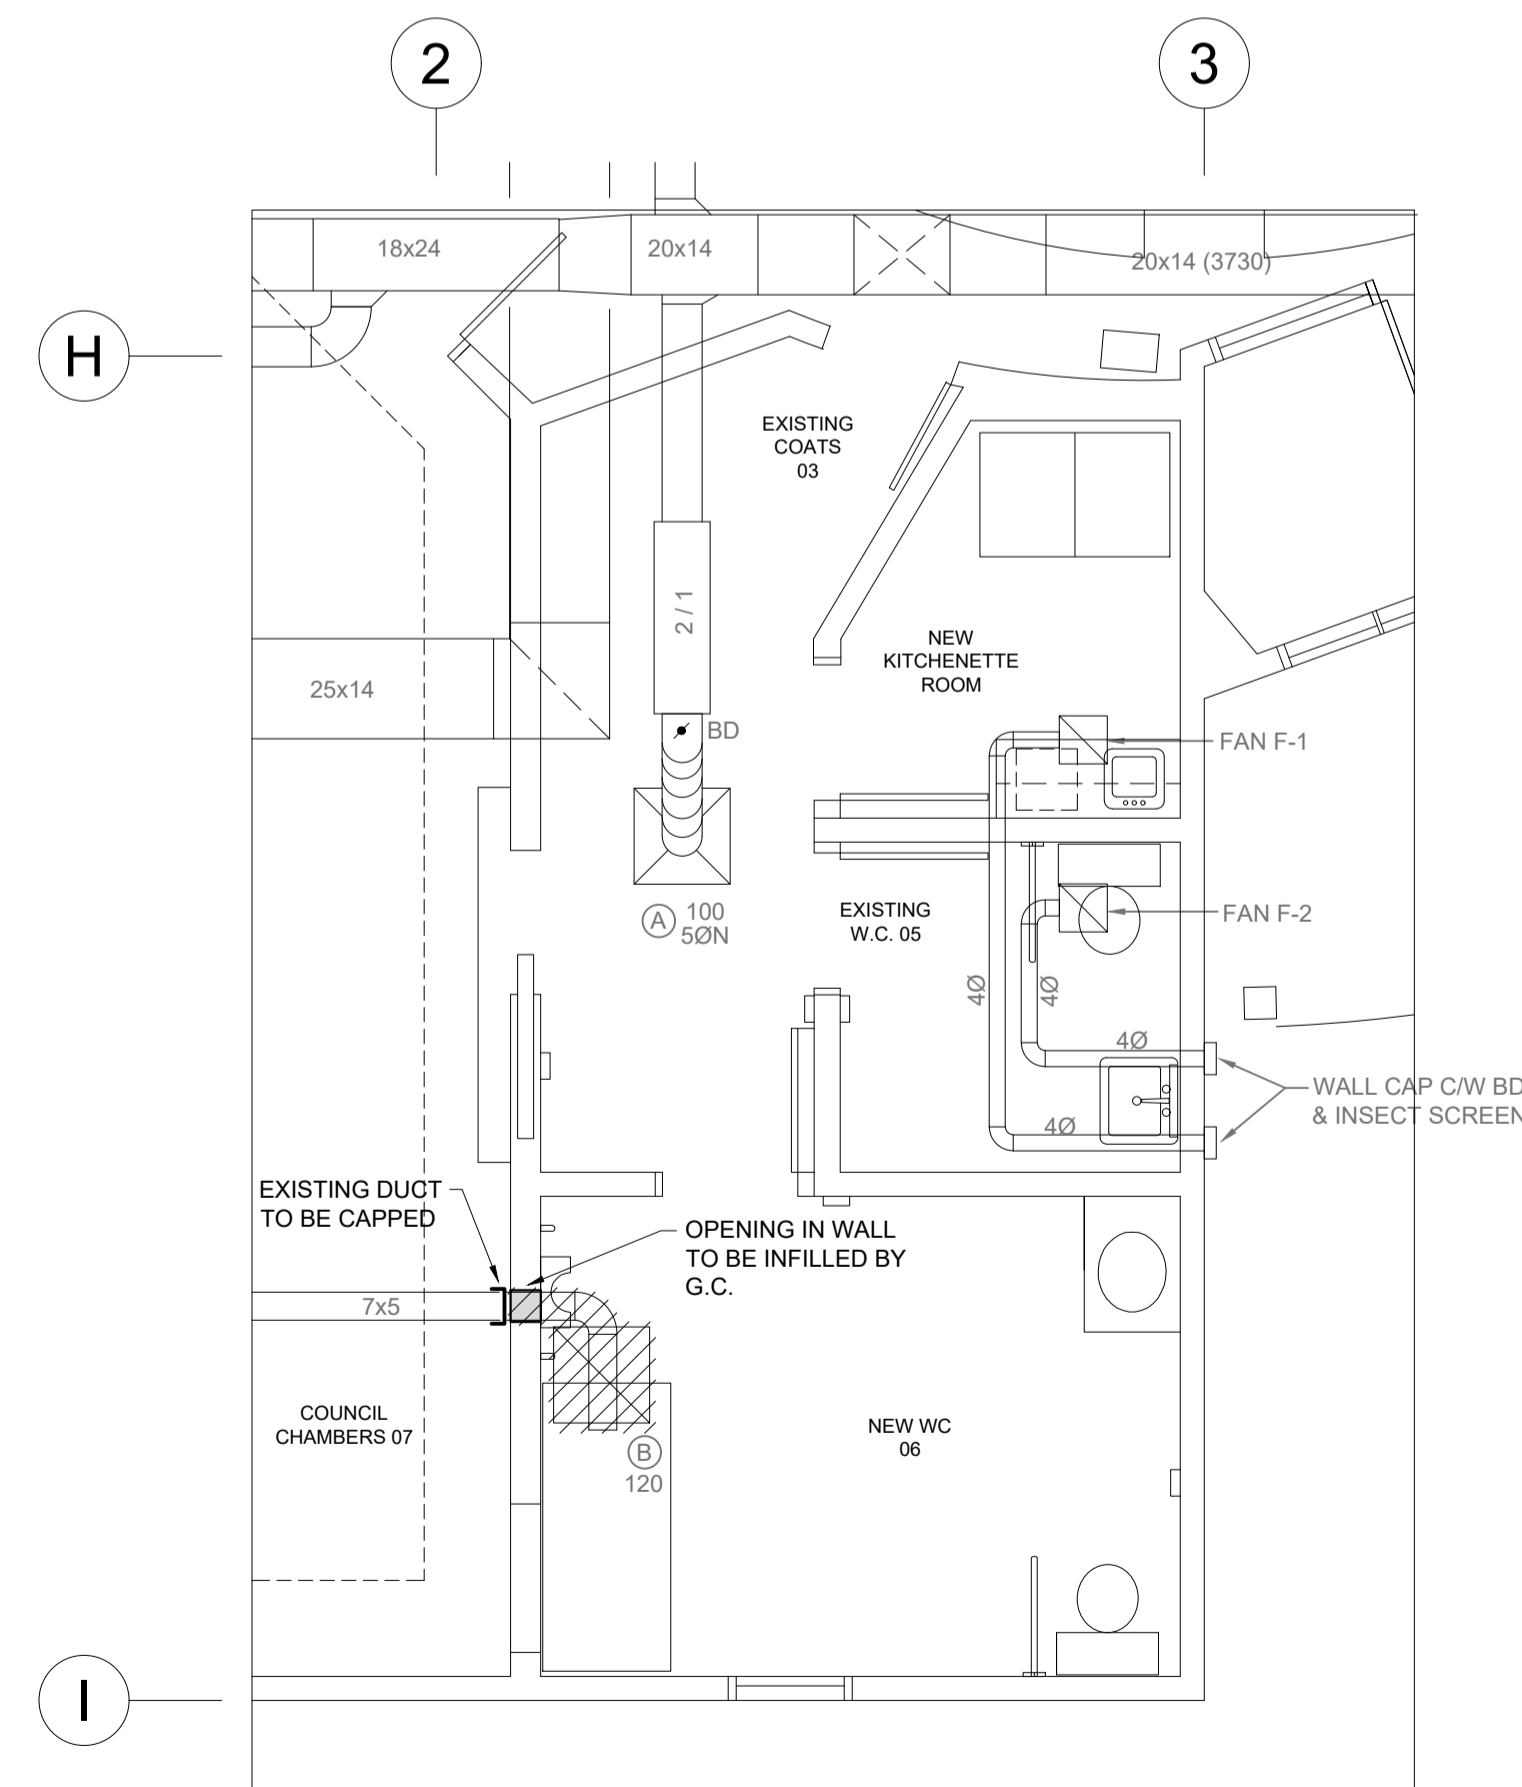 2
3
18x24
20x14
20x14 (3730)
H
EXISTING
COATS
03
2 / 1
NEW
KITCHENETTE
ROOM
25x14
BD
FAN F-1
A
100
5ØN
EXISTING
W.C. 05
FAN F-2
4Ø
4Ø
4Ø
WALL CAP C/W BD
& INSECT SCREEN
4Ø
EXISTING DUCT
TO BE CAPPED
OPENING IN WALL
TO BE INFILLED BY
G.C.
7x5
COUNCIL
CHAMBERS 07
NEW WC
06
B
120
I